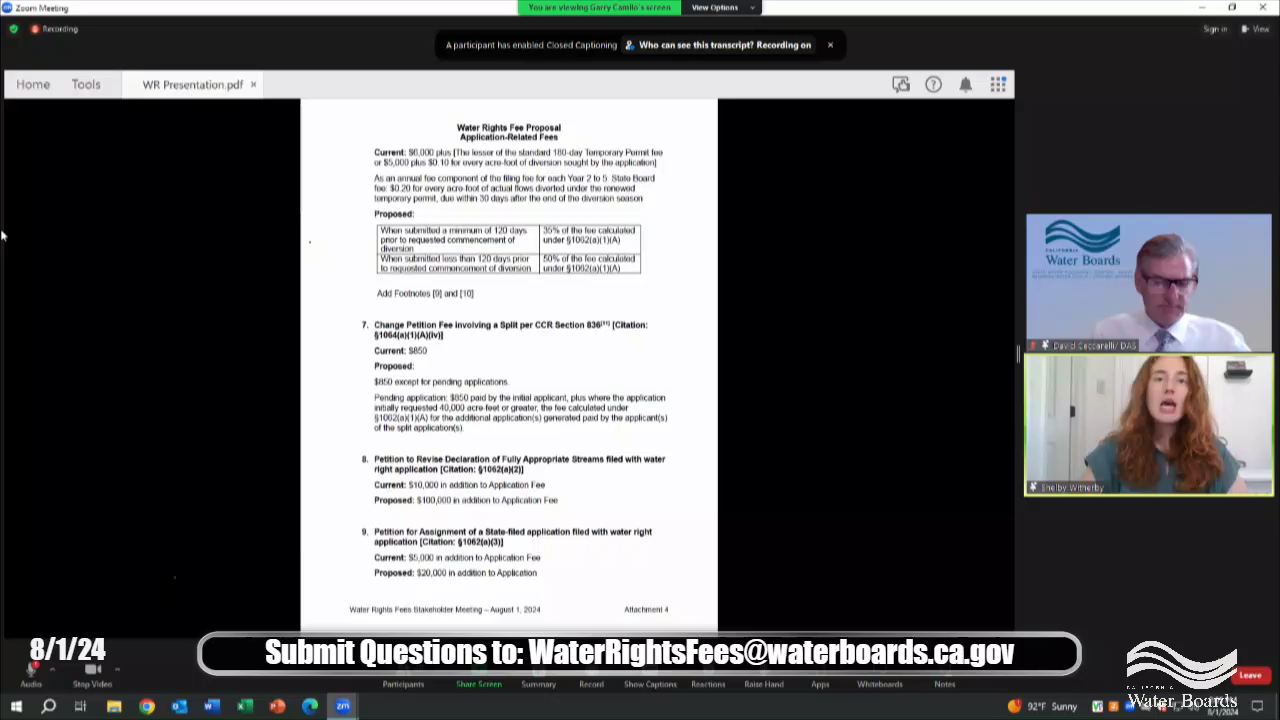 Zoom Meeting
You are viewing Garry Camilo's screen
View Options
Recording
Sign in
View
A participant has enabled Closed Captioning
Who can see this transcript? Recording on
Home
Tools
WR Presentation.pdf
Water Rights Fee Proposal
Application-Related Fees
Current: $6,000 plus [The lesser of the standard 180-day Temporary Permit fee
or $5,000 plus $0.10 for every acre-foot of diversion sought by the application]
As an annual fee component of the filing fee for each Year 2 to 5. State Board
fee: $0.20 for every acre-foot of actual flows diverted under the renewed
temporary permit, due within 30 days after the end of the diversion season
Proposed:
When submitted a minimum of 120 days
prior to requested commencement of
diversion
35% of the fee calculated
under §1062(a)(1)(A)
When submitted less than 120 days prior
to requested commencement of diversion
50% of the fee calculated
under §1062(a)(1)(A)
Add Footnotes [9] and [10]
7. Change Petition Fee Involving a Split per CCR Section 836[11] [Citation:
§1064(a)(1)(A)(iv)]
Current: $850
Proposed:
$850 except for pending applications.
Pending application: $850 paid by the initial applicant, plus where the application
initially requested 40,000 acre-feet or greater, the fee calculated under
§1062(a)(1)(A) for the additional application(s) generated paid by the applicant(s)
of the split application(s).
8. Petition to Revise Declaration of Fully Appropriate Streams filed with water
right application [Citation: §1062(a)(2)]
Current: $10,000 in addition to Application Fee
Proposed: $100,000 in addition to Application Fee
9. Petition for Assignment of a State-filed application filed with water right
application [Citation: §1062(a)(3)]
Current: $5,000 in addition to Application Fee
Proposed: $20,000 in addition to Application
Water Rights Fees Stakeholder Meeting – August 1, 2024
Attachment 4
CALIFORNIA
Water Boards
David Ceccarelli/ DAS
Shelby Witherby
8/1/24
Submit Questions to: WaterRightsFees@waterboards.ca.gov
CALIFORNIA
Water Boards
Audio
Stop Video
Participants
Share Screen
Summary
Record
Show Captions
Reactions
Raise Hand
Apps
Whiteboards
Notes
Leave
92°F Sunny
8/1/2024